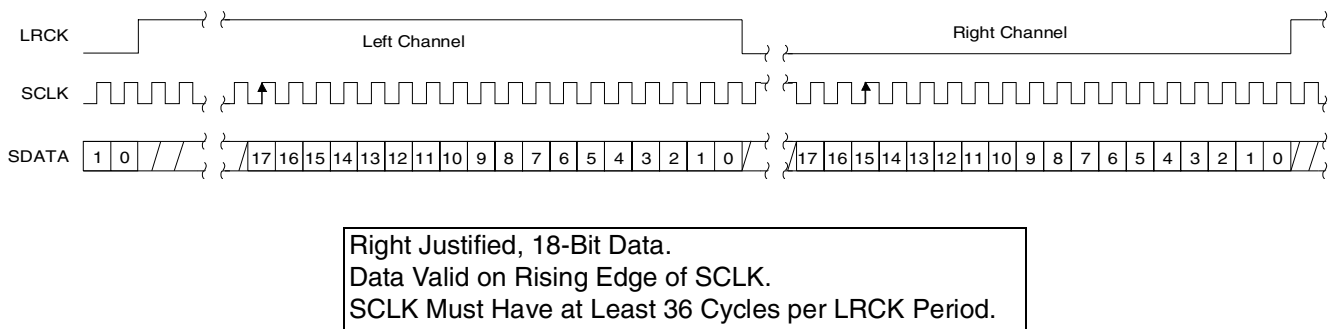 LRCK Left Channel Right Channel
SCLK
SDATA 1 0 17 16 15 14 13 12 11 10 9 8 7 6 5 4 3 2 1 0 17 16 15 14 13 12 11 10 9 8 7 6 5 4 3 2 1 0
Right Justified, 18-Bit Data.
Data Valid on Rising Edge of SCLK.
SCLK Must Have at Least 36 Cycles per LRCK Period.